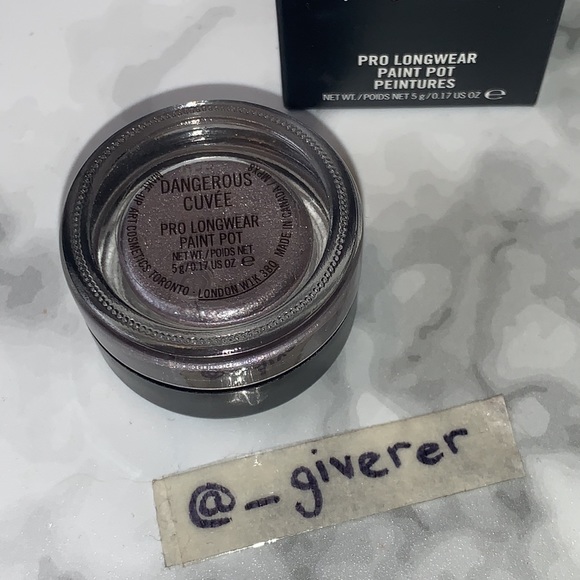 PRO LONGWEAR
PAINT POT
PEINTURES
NET WT./POIDS NET 5 g/0.17 US OZ ℮
DANGEROUS
CUVÉE
PRO LONGWEAR
PAINT POT
NET WT./POIDS NET
5 g/0.17 US OZ ℮
MAKE-UP ART COSMETICS TORONTO · LONDON W1K 3BQ MADE IN CANADA
@_giverer